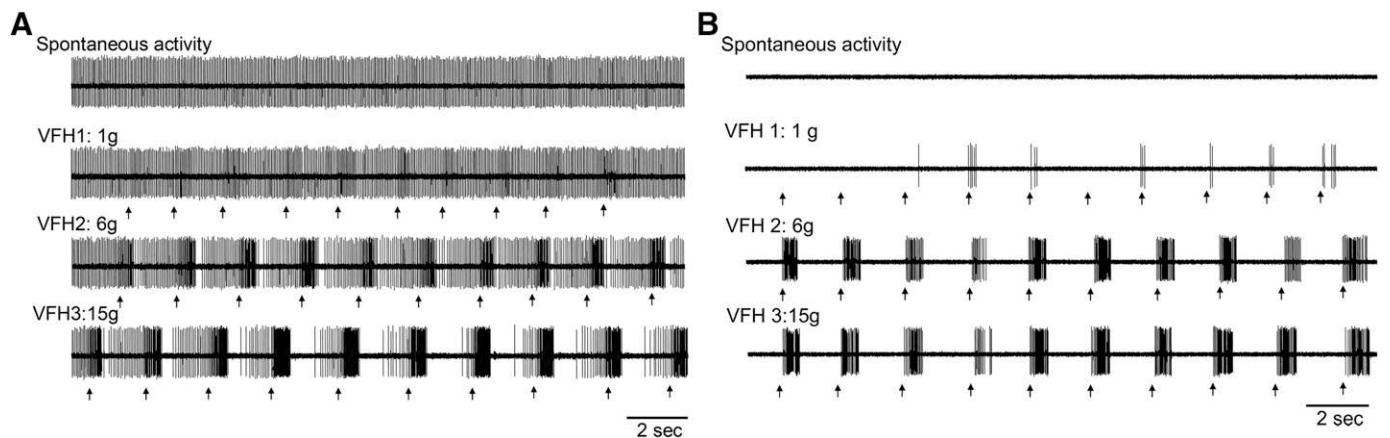 A
Spontaneous activity
VFH1: 1g
VFH2: 6g
VFH3:15g
2 sec
B
Spontaneous activity
VFH 1: 1 g
VFH 2: 6g
VFH 3:15g
2 sec